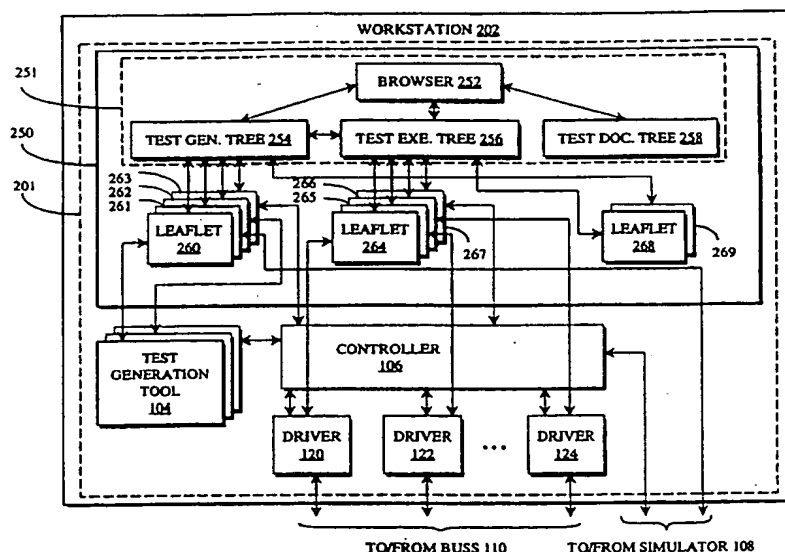 WORKSTATION 202
251
BROWSER 252
250
TEST GEN. TREE 254
TEST EXE. TREE 256
TEST DOC. TREE 258
201
263
262
261
266
265
LEAFLET
260
LEAFLET
264
267
LEAFLET
268
269
TEST
GENERATION
TOOL
104
CONTROLLER
106
DRIVER
120
DRIVER
122
...
DRIVER
124
TO/FROM BUSS 110
TO/FROM SIMULATOR 108